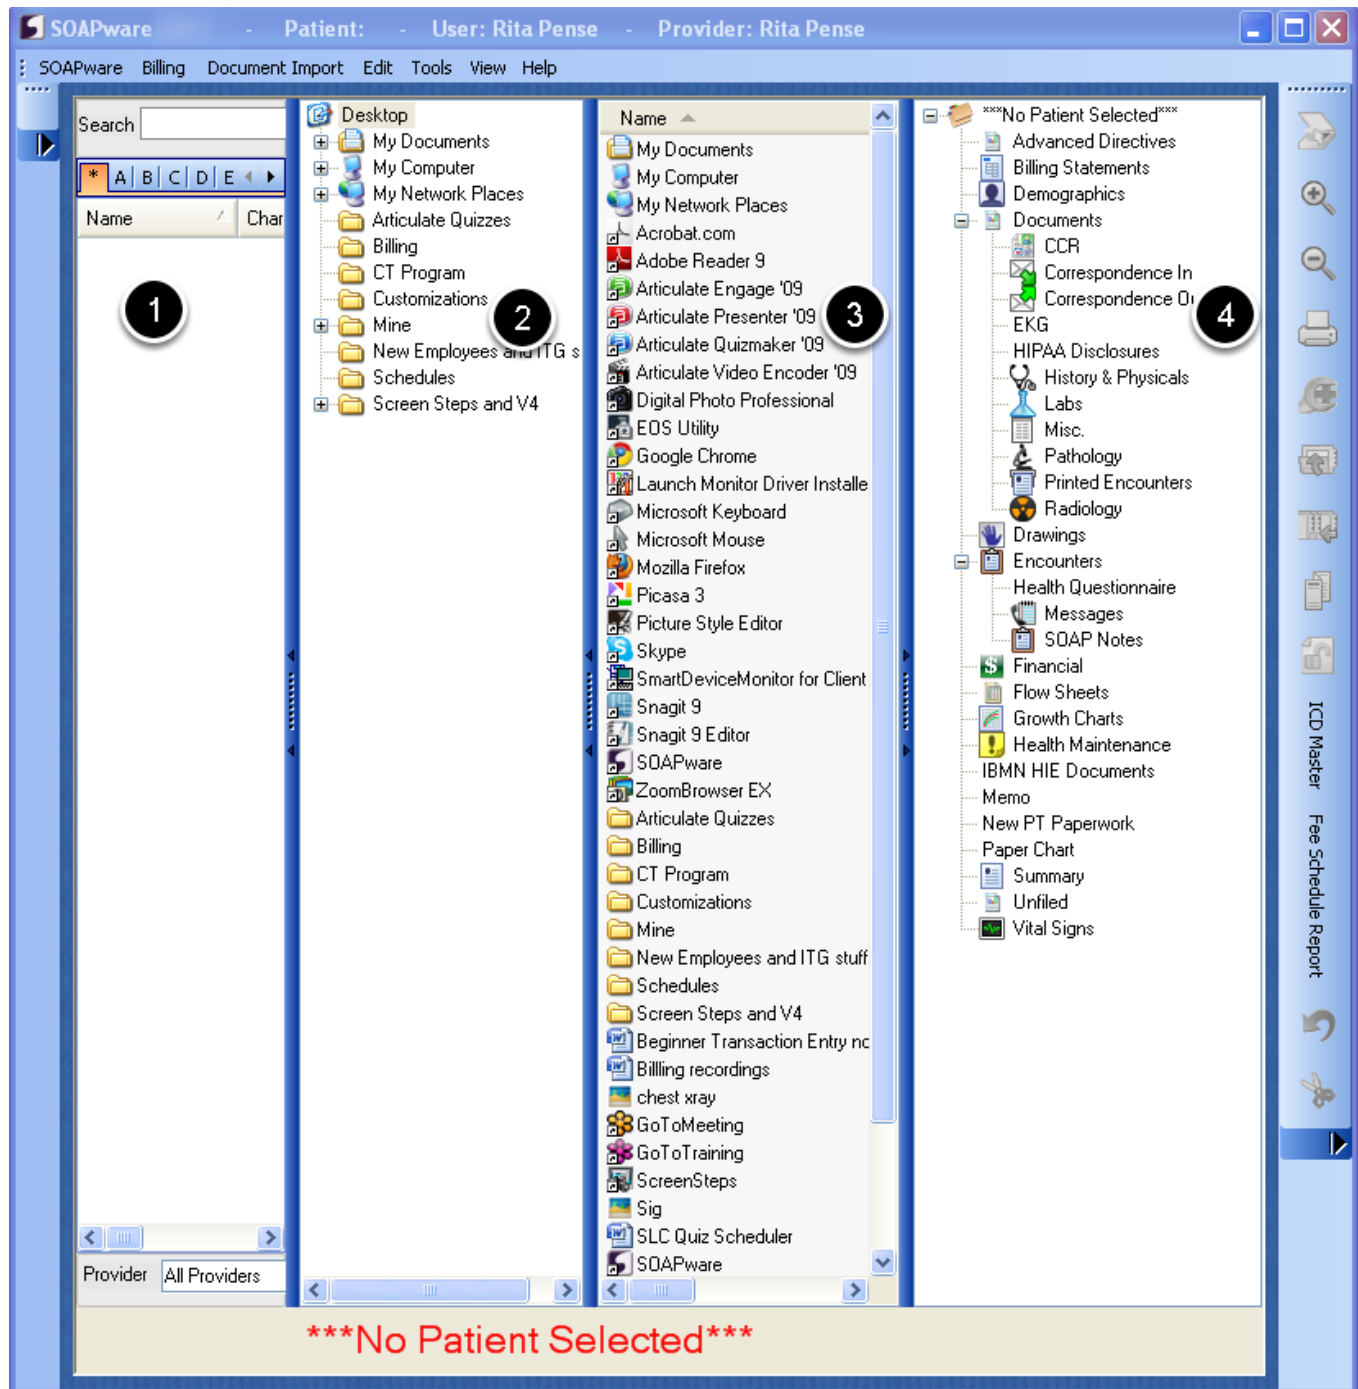 SOAPware - Patient: - User: Rita Pense - Provider: Rita Pense
SOAPware Billing Document Import Edit Tools View Help
Search
* A B C D E
Name Char
1
Provider All Providers
Desktop
My Documents
My Computer
My Network Places
Articulate Quizzes
Billing
CT Program
Customizations
Mine
New Employees and ITG s
Schedules
Screen Steps and V4
2
Name
My Documents
My Computer
My Network Places
Acrobat.com
Adobe Reader 9
Articulate Engage '09
Articulate Presenter '09
Articulate Quizmaker '09
Articulate Video Encoder '09
Digital Photo Professional
EOS Utility
Google Chrome
Launch Monitor Driver Installe
Microsoft Keyboard
Microsoft Mouse
Mozilla Firefox
Picasa 3
Picture Style Editor
Skype
SmartDeviceMonitor for Client
Snagit 9
Snagit 9 Editor
SOAPware
ZoomBrowser EX
Articulate Quizzes
Billing
CT Program
Customizations
Mine
New Employees and ITG stuff
Schedules
Screen Steps and V4
Beginner Transaction Entry nc
Billling recordings
chest xray
GoToMeeting
GoToTraining
ScreenSteps
Sig
SLC Quiz Scheduler
SOAPware
3
***No Patient Selected***
Advanced Directives
Billing Statements
Demographics
Documents
CCR
Correspondence In
Correspondence O
EKG
HIPAA Disclosures
History & Physicals
Labs
Misc.
Pathology
Printed Encounters
Radiology
Drawings
Encounters
Health Questionnaire
Messages
SOAP Notes
Financial
Flow Sheets
Growth Charts
Health Maintenance
IBMN HIE Documents
Memo
New PT Paperwork
Paper Chart
Summary
Unfiled
Vital Signs
4
ICD Master
Fee Schedule Report
***No Patient Selected***